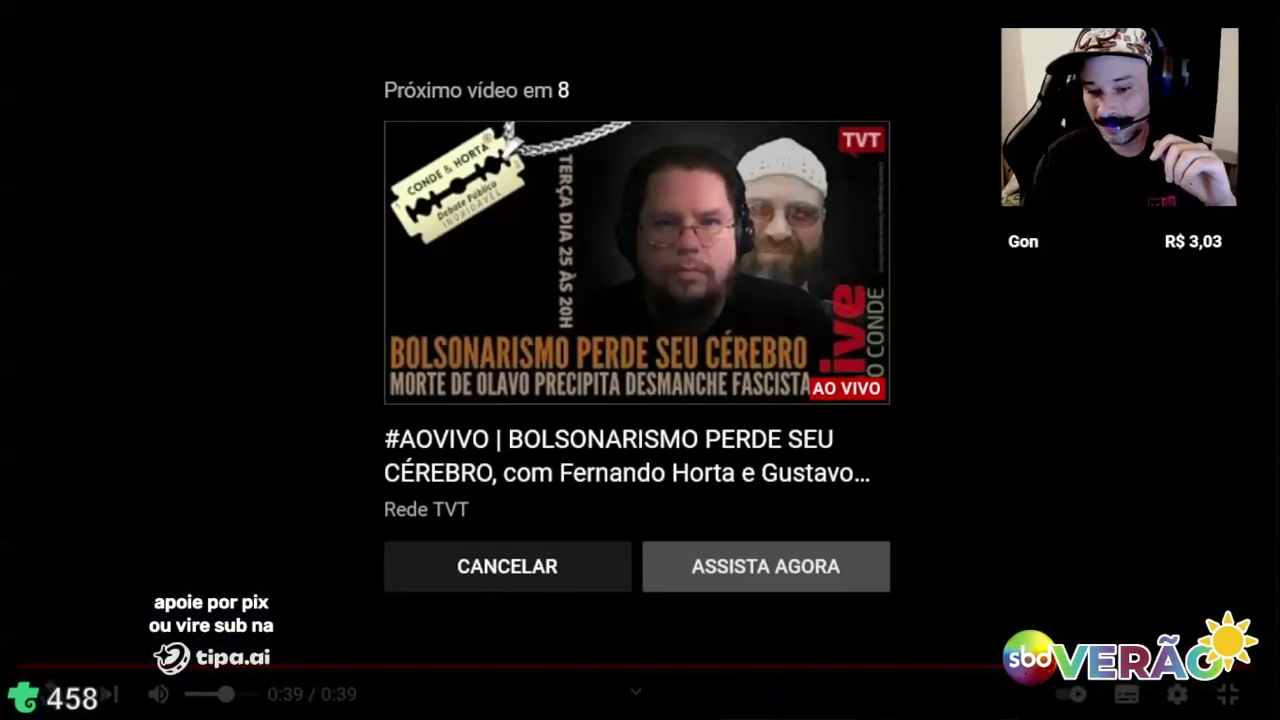 Próximo vídeo em 8
CONDE & HORTA
Debate Público
INOXIDÁVEL
TERÇA DIA 25 ÀS 20H
TVT
ive
O CONDE
BOLSONARISMO PERDE SEU CÉREBRO
MORTE DE OLAVO PRECIPITA DESMANCHE FASCISTA
AO VIVO
#AOVIVO | BOLSONARISMO PERDE SEU
CÉREBRO, com Fernando Horta e Gustavo...
Rede TVT
CANCELAR
ASSISTA AGORA
Gon R$ 3,03
apoie por pix
ou vire sub na
tipa.ai
sbd VERÃO
458
0:39 / 0:39